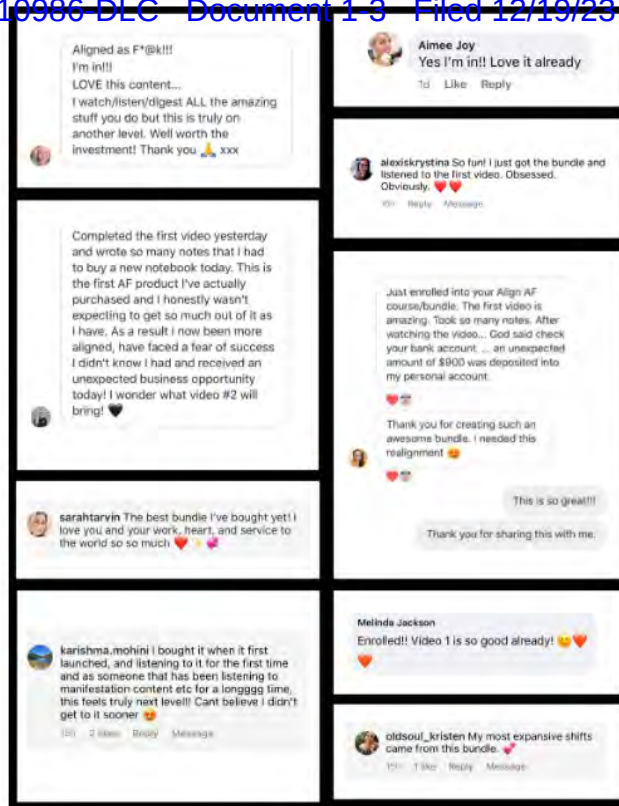 10986-DLC Document 1-3 Filed 12/19/23
Aligned as F*@k!!!
I'm in!!!
LOVE this content...
I watch/listen/digest ALL the amazing
stuff you do but this is truly on
another level. Well worth the
investment! Thank you 🙏 xxx
Completed the first video yesterday
and wrote so many notes that I had
to buy a new notebook today. This is
the first AF product I've actually
purchased and I honestly wasn't
expecting to get so much out of it as
I have. As a result i now been more
aligned, have faced a fear of success
I didn't know I had and received an
unexpected business opportunity
today! I wonder what video #2 will
bring! 🖤
sarahtarvin The best bundle I've bought yet! I
love you and your work, heart, and service to
the world so so much ❤️✨💞
karishma.mohini I bought it when it first
launched, and listening to it for the first time
and as someone that has been listening to
manifestation content etc for a longggg time,
this feels truly next level! Cant believe I didn't
get to it sooner 😍
2 likes Reply Message
Aimee Joy
Yes I'm in!! Love it already
1d Like Reply
alexiskrystina So fun! I just got the bundle and
listened to the first video. Obsessed.
Obviously. ❤️❤️
Reply Message
Just enrolled into your Align AF
course/bundle. The first video is
amazing. Took so many notes. After
watching the video... God said check
your bank account. ... an unexpected
amount of $900 was deposited into
my personal account.
Thank you for creating such an
awesome bundle. I needed this
realignment 😍
This is so great!!!
Thank you for sharing this with me.
Melinda Jackson
Enrolled!! Video 1 is so good already! 😊❤️
❤️
oldsoul_kristen My most expansive shifts
came from this bundle. 💞
1 like Reply Message